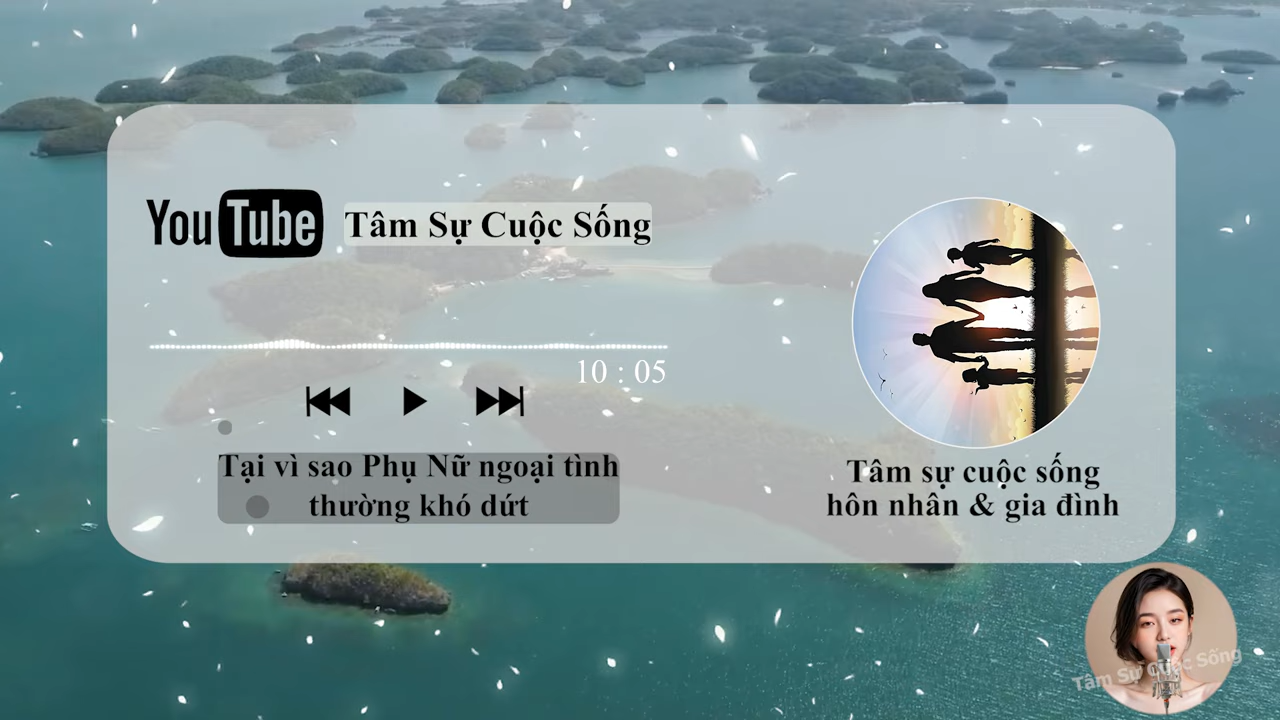 YouTube
Tâm Sự Cuộc Sống
10 : 05
Tại vì sao Phụ Nữ ngoại tình
thường khó dứt
Tâm sự cuộc sống
hôn nhân & gia đình
Tâm Sự Cuộc Sống